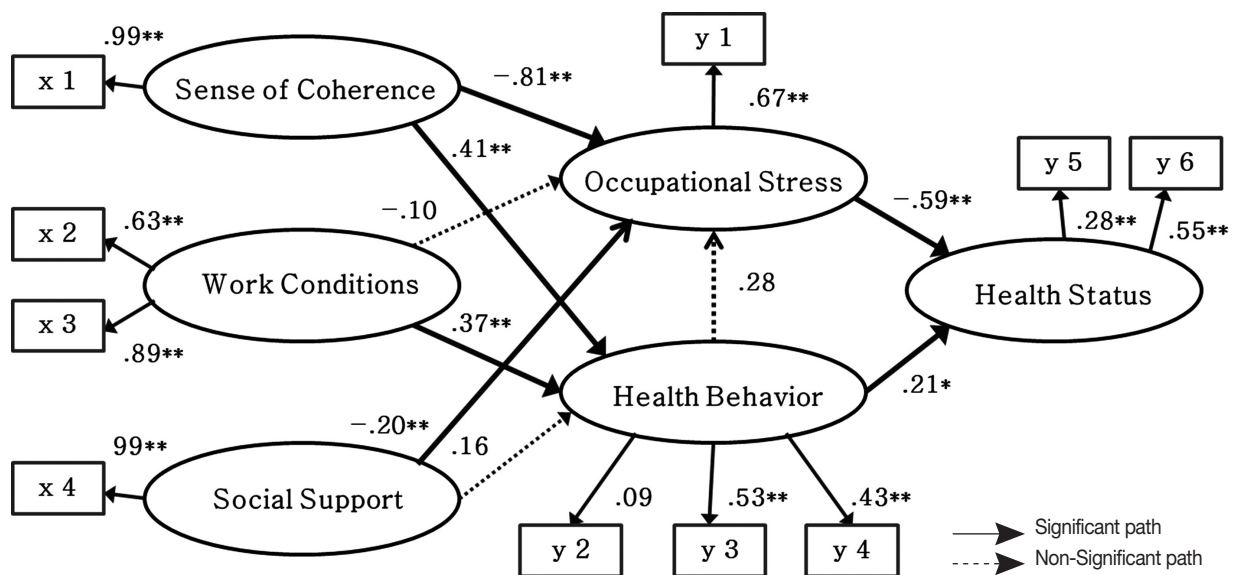 .99**
x 1
Sense of Coherence
-.81**
y 1
.67**
.41**
Occupational Stress
-.10
x 2
.63**
Work Conditions
x 3
.89**
.37**
.28
-.59**
y 5
y 6
.28**
.55**
Health Status
Health Behavior
.21*
-.20**
.16
99**
x 4
Social Support
.09
.53**
.43**
y 2
y 3
y 4
Significant path
Non-Significant path